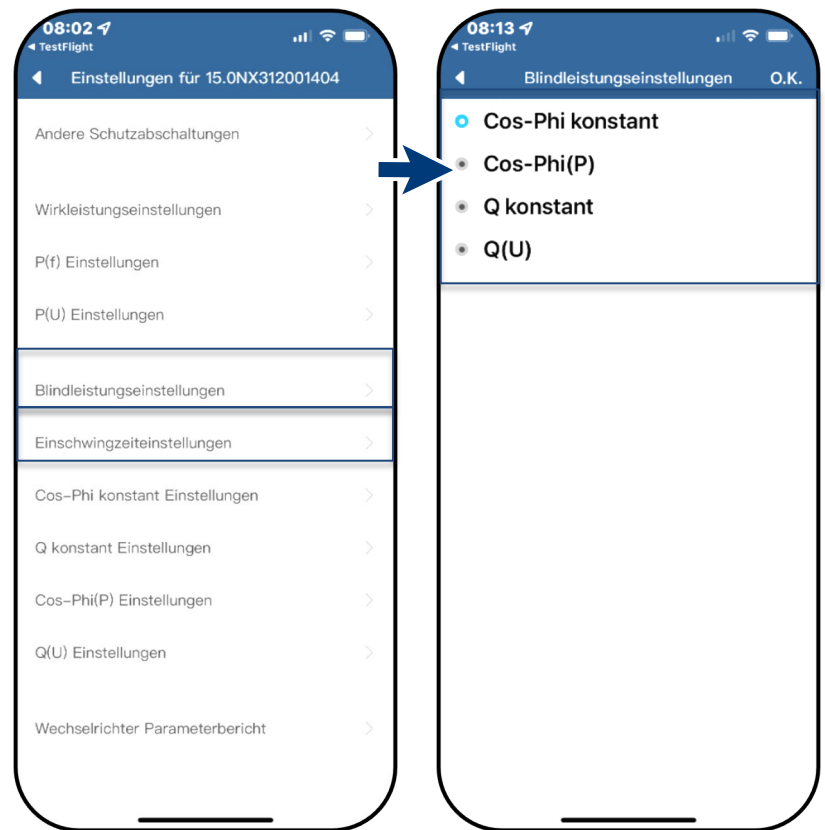 08:02
◄ TestFlight
Einstellungen für 15.0NX312001404
Andere Schutzabschaltungen
Wirkleistungseinstellungen
P(f) Einstellungen
P(U) Einstellungen
Blindleistungseinstellungen
Einschwingzeiteinstellungen
Cos-Phi konstant Einstellungen
Q konstant Einstellungen
Cos-Phi(P) Einstellungen
Q(U) Einstellungen
Wechselrichter Parameterbericht
08:13
◄ TestFlight
Blindleistungseinstellungen O.K.
Cos-Phi konstant
Cos-Phi(P)
Q konstant
Q(U)